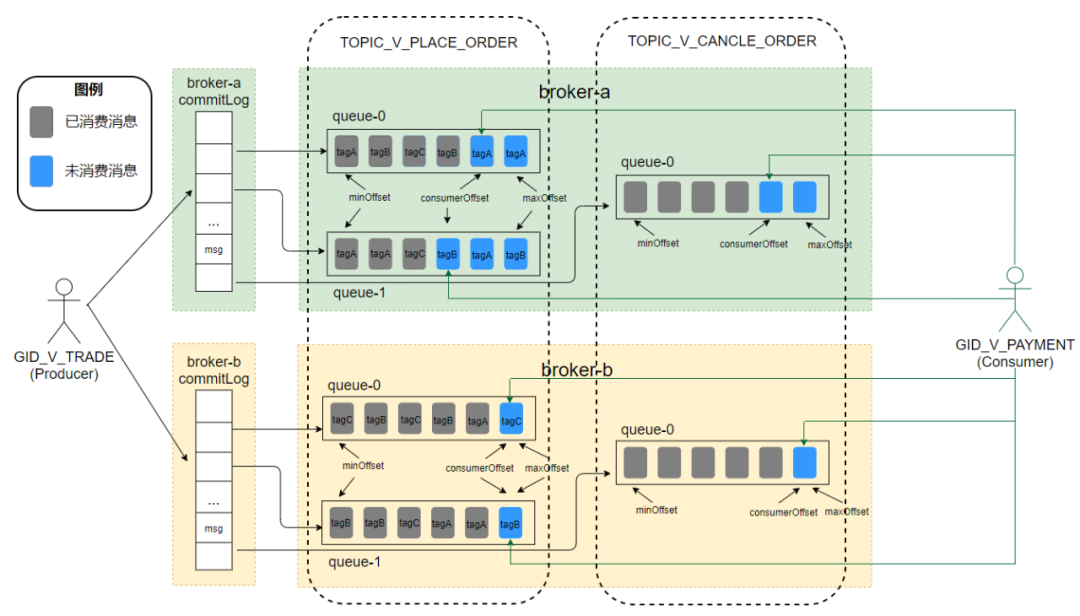 TOPIC_V_PLACE_ORDER
TOPIC_V_CANCLE_ORDER
图例
已消费消息
未消费消息
broker-a
commitLog
...
msg
broker-a
queue-0
tagA tagB tagC tagB tagA tagA
minOffset consumerOffset maxOffset
tagA tagA tagC tagB tagA tagB
queue-1
queue-0
minOffset consumerOffset maxOffset
GID_V_TRADE
(Producer)
GID_V_PAYMENT
(Consumer)
broker-b
commitLog
...
msg
broker-b
queue-0
tagC tagB tagC tagB tagA tagC
minOffset consumerOffset maxOffset
tagB tagB tagC tagA tagA tagB
queue-1
queue-0
minOffset consumerOffset maxOffset